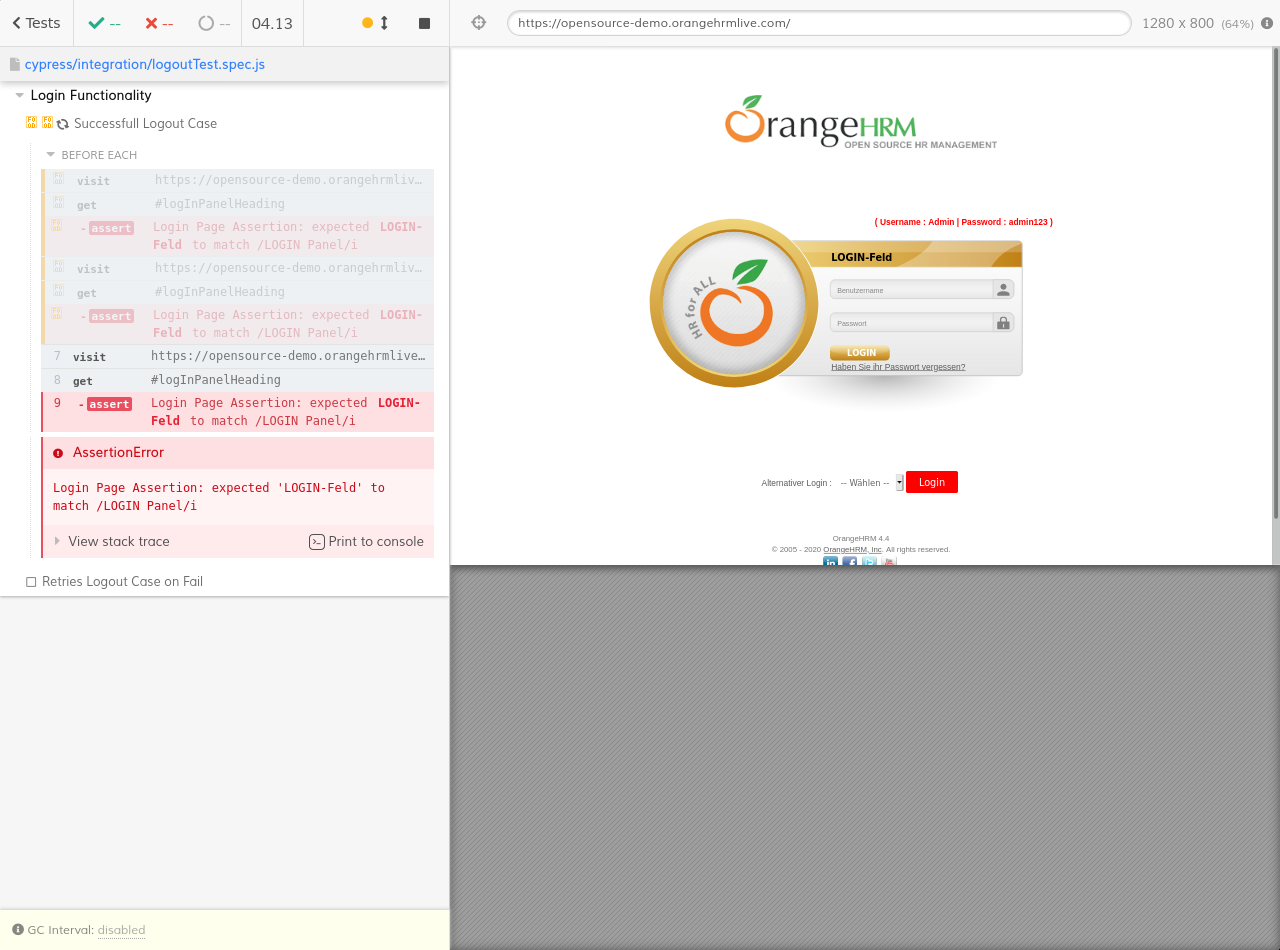 Tests -- -- -- 04.13
https://opensource-demo.orangehrmlive.com/ 1280 x 800 (64%)
cypress/integration/logoutTest.spec.js
Login Functionality
Successfull Logout Case
BEFORE EACH
visit https://opensource-demo.orangehrmliv…
get #logInPanelHeading
- assert Login Page Assertion: expected LOGIN-
Feld to match /LOGIN Panel/i
visit https://opensource-demo.orangehrmliv…
get #logInPanelHeading
- assert Login Page Assertion: expected LOGIN-
Feld to match /LOGIN Panel/i
7 visit https://opensource-demo.orangehrmlive…
8 get #logInPanelHeading
9 - assert Login Page Assertion: expected LOGIN-
Feld to match /LOGIN Panel/i
AssertionError
Login Page Assertion: expected 'LOGIN-Feld' to
match /LOGIN Panel/i
View stack trace Print to console
Retries Logout Case on Fail
GC Interval: disabled
OrangeHRM
OPEN SOURCE HR MANAGEMENT
( Username : Admin | Password : admin123 )
HR for ALL
LOGIN-Feld
Benutzername
Passwort
LOGIN
Haben Sie ihr Passwort vergessen?
Alternativer Login : -- Wählen -- Login
OrangeHRM 4.4
© 2005 - 2020 OrangeHRM, Inc. All rights reserved.